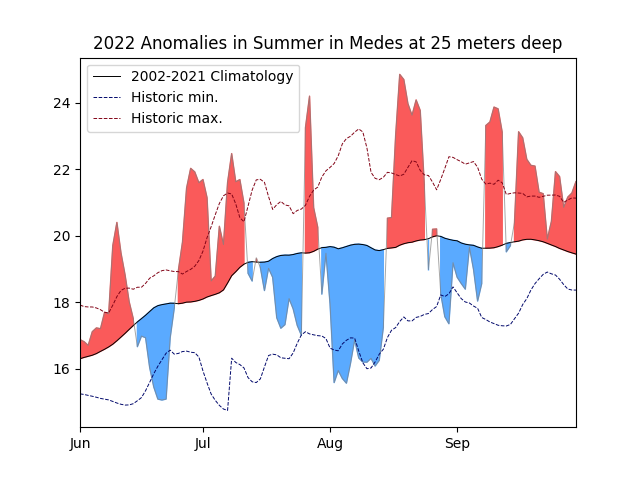 2022 Anomalies in Summer in Medes at 25 meters deep
2002-2021 Climatology
Historic min.
Historic max.
24
22
20
18
16
Jun Jul Aug Sep